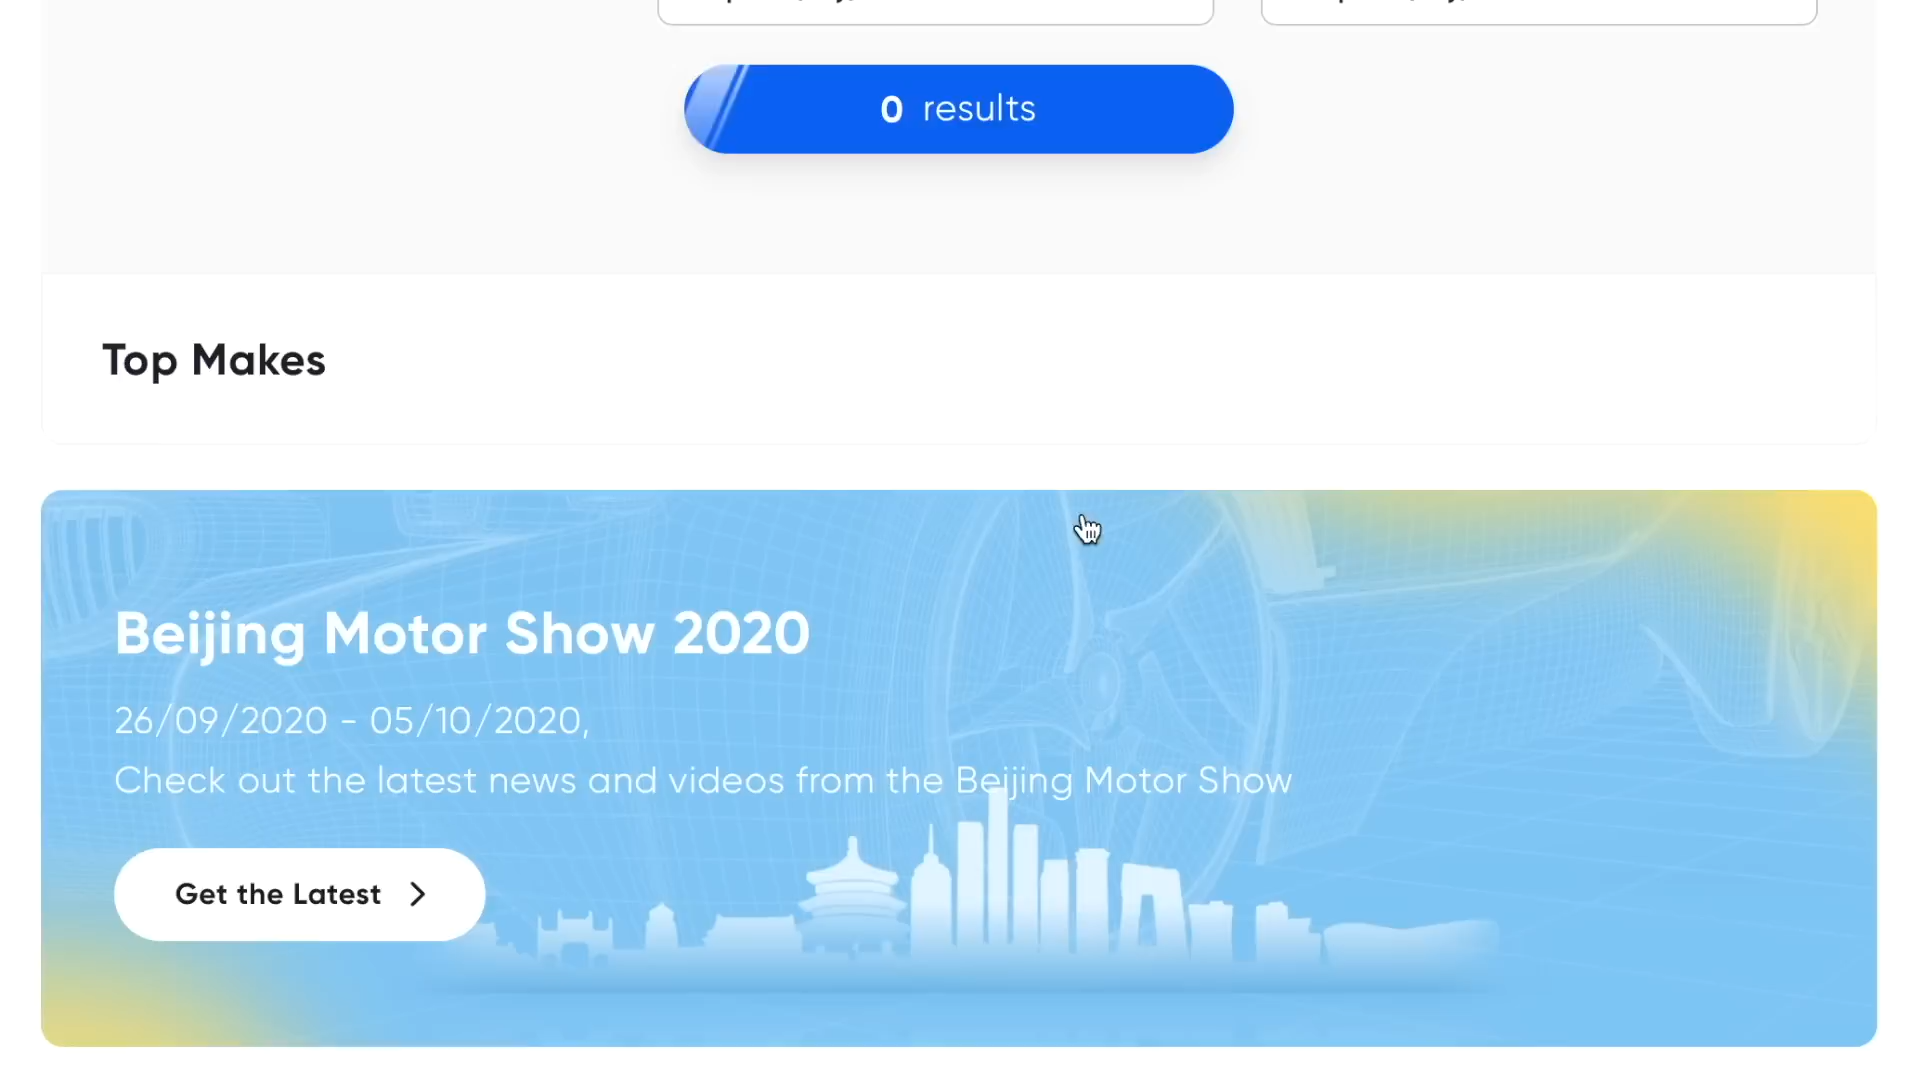 0 results
Top Makes
Beijing Motor Show 2020
26/09/2020 - 05/10/2020,
Check out the latest news and videos from the Beijing Motor Show
Get the Latest